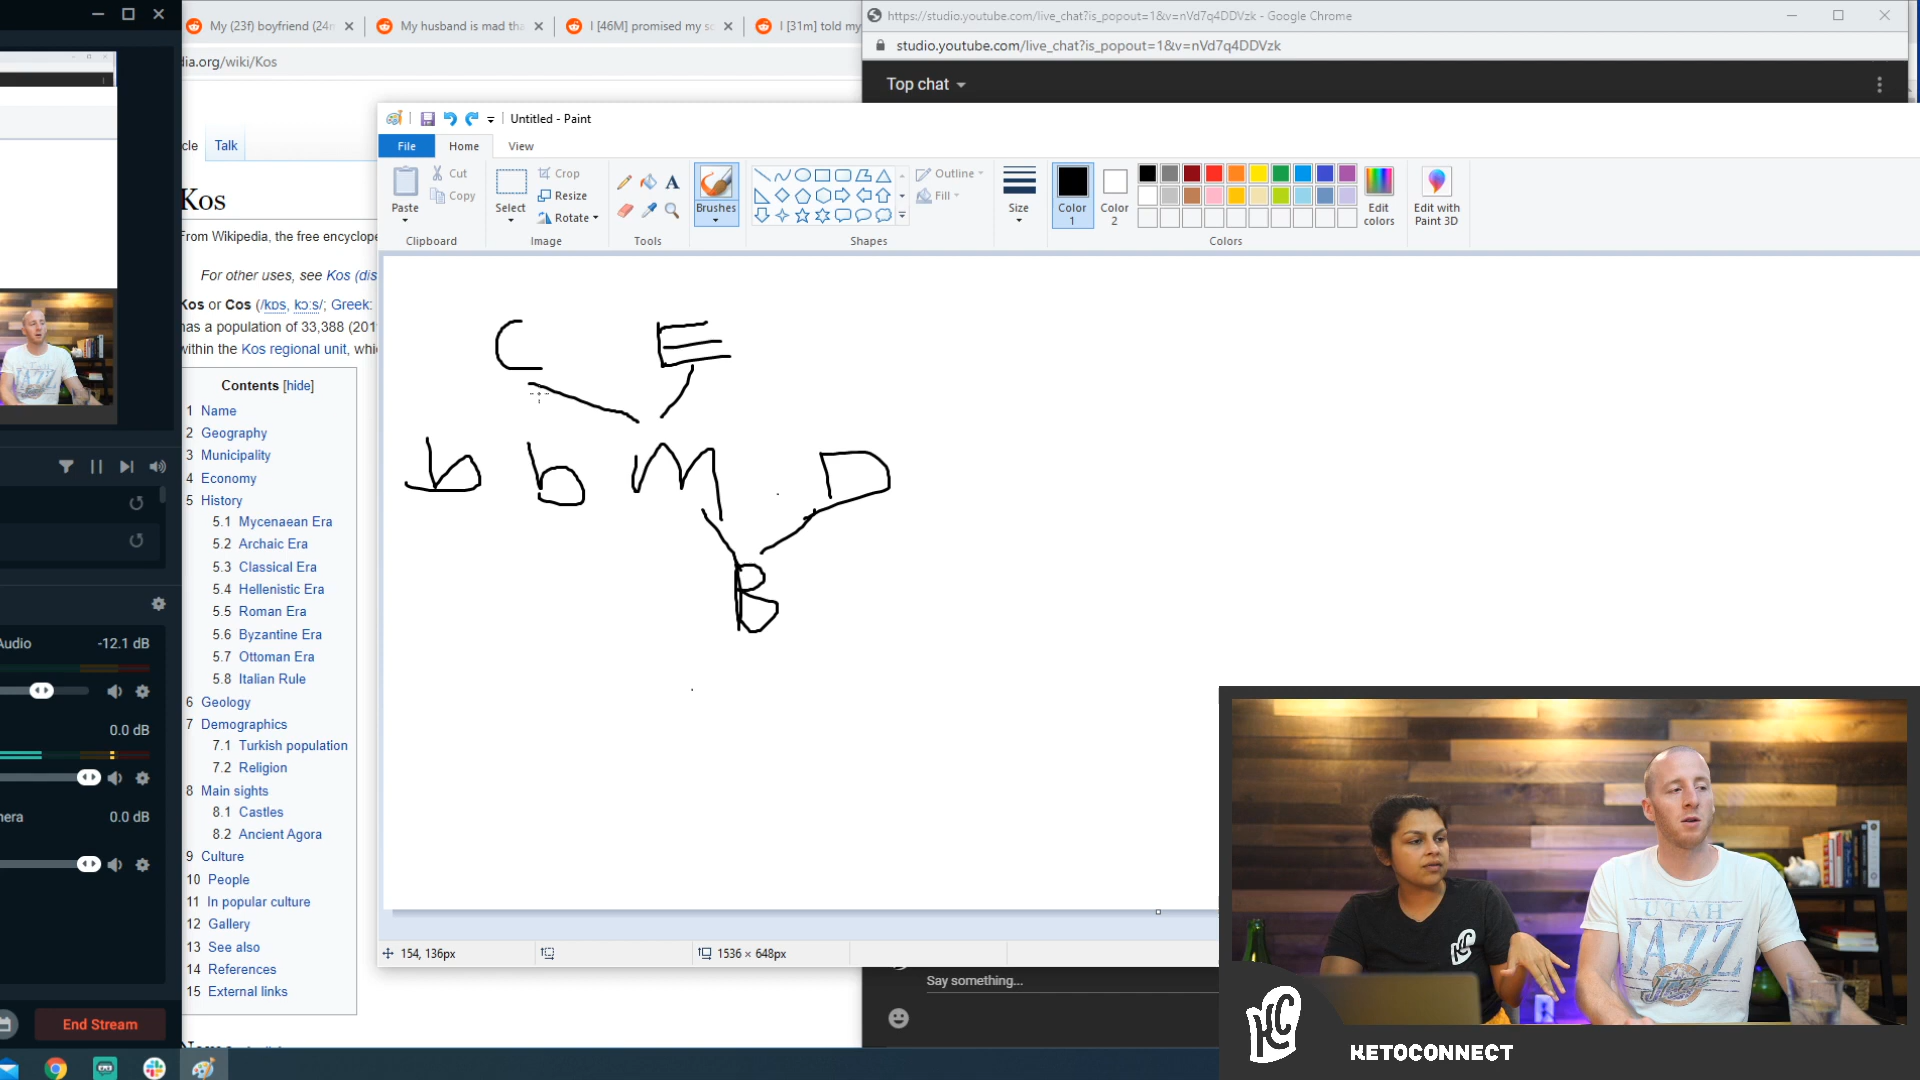 My (23f) boyfriend (24m
My husband is mad tha
I [46M] promised my sc
I [31m] told my
https://studio.youtube.com/live_chat?is_popout=1&v=nVd7q4DDVzk - Google Chrome
dia.org/wiki/Kos
studio.youtube.com/live_chat?is_popout=1&v=nVd7q4DDVzk
Top chat
Untitled - Paint
cle Talk
File Home View
Paste
Cut
Copy
Clipboard
Select
Crop
Resize
Rotate
Image
Tools
Brushes
Outline
Fill
Shapes
Size
Color 1
Color 2
Colors
Edit colors
Edit with Paint 3D
Kos
From Wikipedia, the free encyclope
For other uses, see Kos (dis
Kos or Cos (/kɒs, kɔːs/; Greek:
has a population of 33,388 (201
within the Kos regional unit, whic
Contents [hide]
1 Name
2 Geography
3 Municipality
4 Economy
5 History
5.1 Mycenaean Era
5.2 Archaic Era
5.3 Classical Era
5.4 Hellenistic Era
5.5 Roman Era
5.6 Byzantine Era
5.7 Ottoman Era
5.8 Italian Rule
6 Geology
7 Demographics
7.1 Turkish population
7.2 Religion
8 Main sights
8.1 Castles
8.2 Ancient Agora
9 Culture
10 People
11 In popular culture
12 Gallery
13 See also
14 References
15 External links
C E
b b M D
B
Audio -12.1 dB
0.0 dB
mera 0.0 dB
End Stream
154, 136px
1536 × 648px
Say something...
UTAH
JAZZ
Jazz
KC
KC
KETOCONNECT